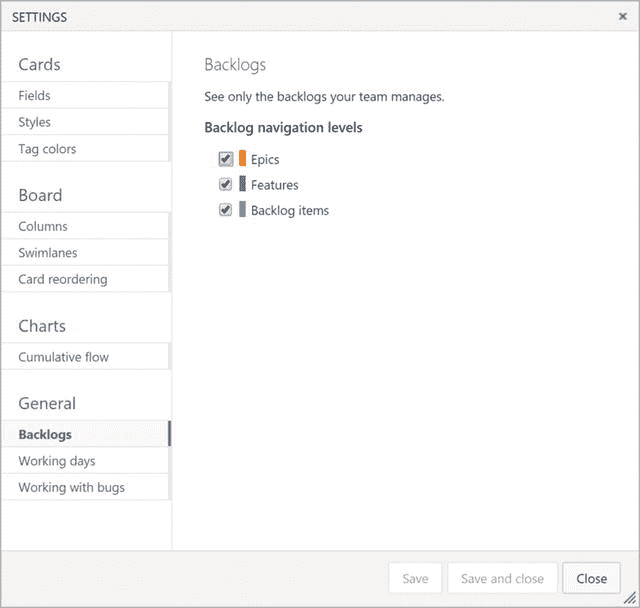 SETTINGS
Cards
Fields
Styles
Tag colors
Board
Columns
Swimlanes
Card reordering
Charts
Cumulative flow
General
Backlogs
Working days
Working with bugs
Backlogs
See only the backlogs your team manages.
Backlog navigation levels
Epics
Features
Backlog items
Save Save and close Close